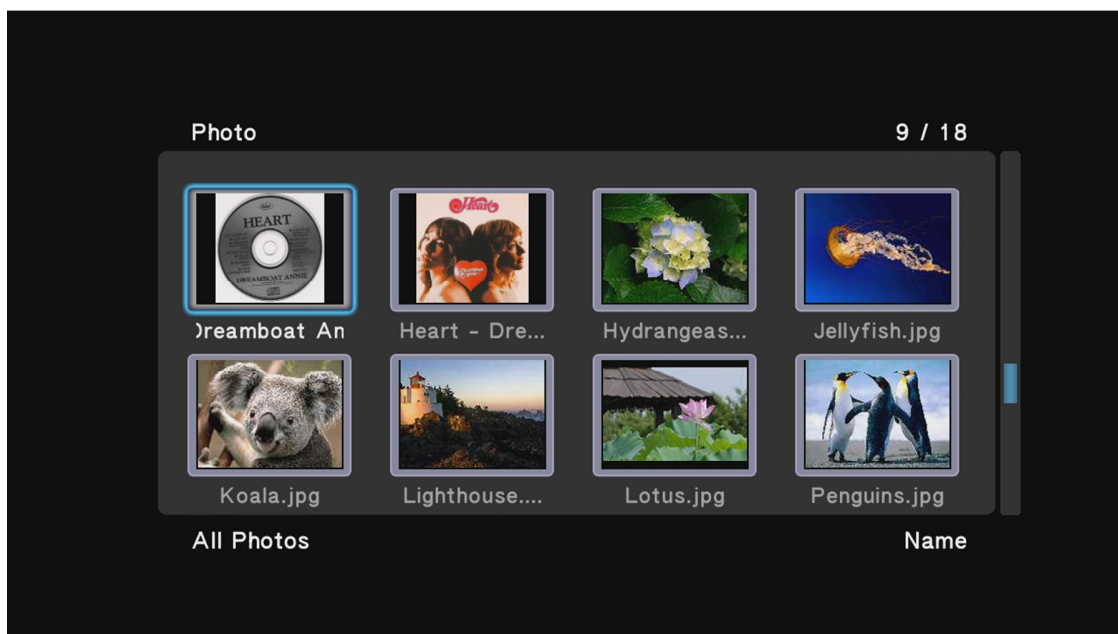 Photo
9 / 18
HEART
DREAMBOAT ANNIE
Heart
Dreamboat An
Heart - Dre...
Hydrangeas...
Jellyfish.jpg
Koala.jpg
Lighthouse....
Lotus.jpg
Penguins.jpg
All Photos
Name